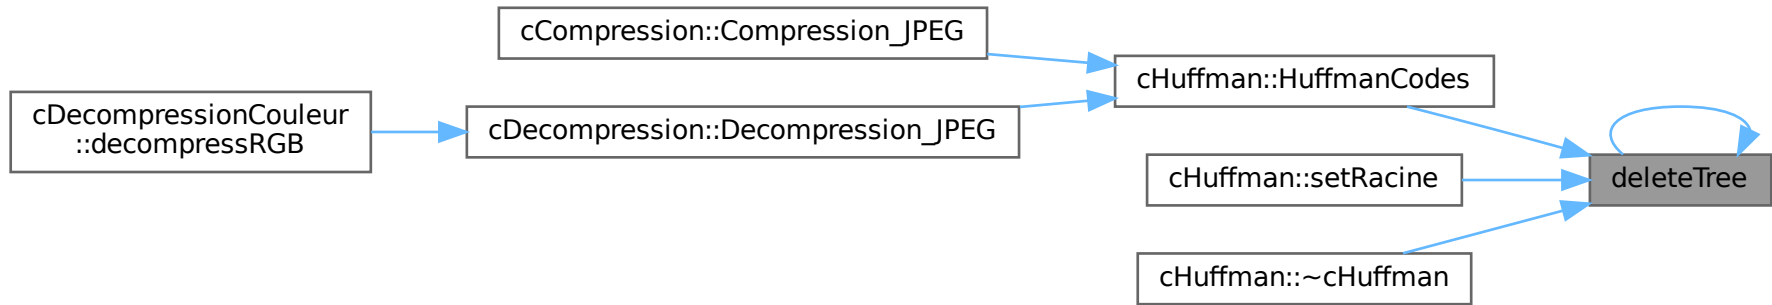 cCompression::Compression_JPEG
cHuffman::HuffmanCodes
cDecompressionCouleur
::decompressRGB
cDecompression::Decompression_JPEG
deleteTree
cHuffman::setRacine
cHuffman::~cHuffman